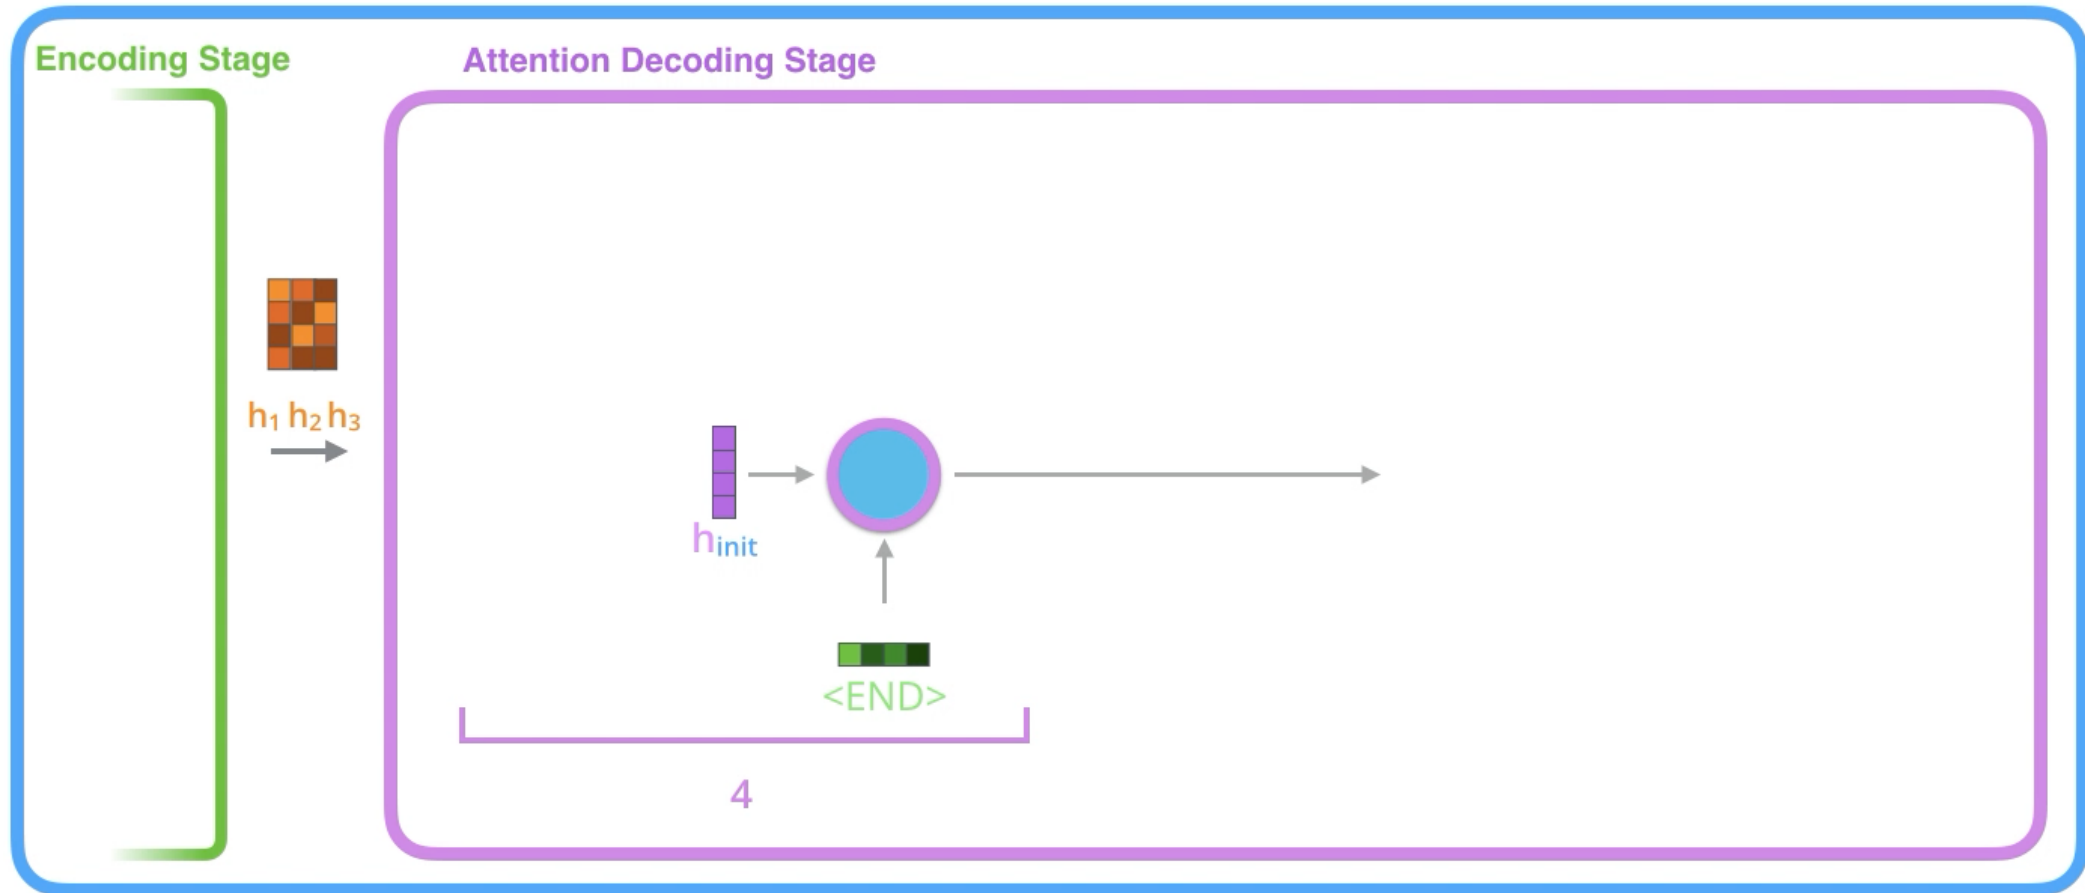 Encoding Stage
Attention Decoding Stage
h₁ h₂ h₃
hinit
<END>
4